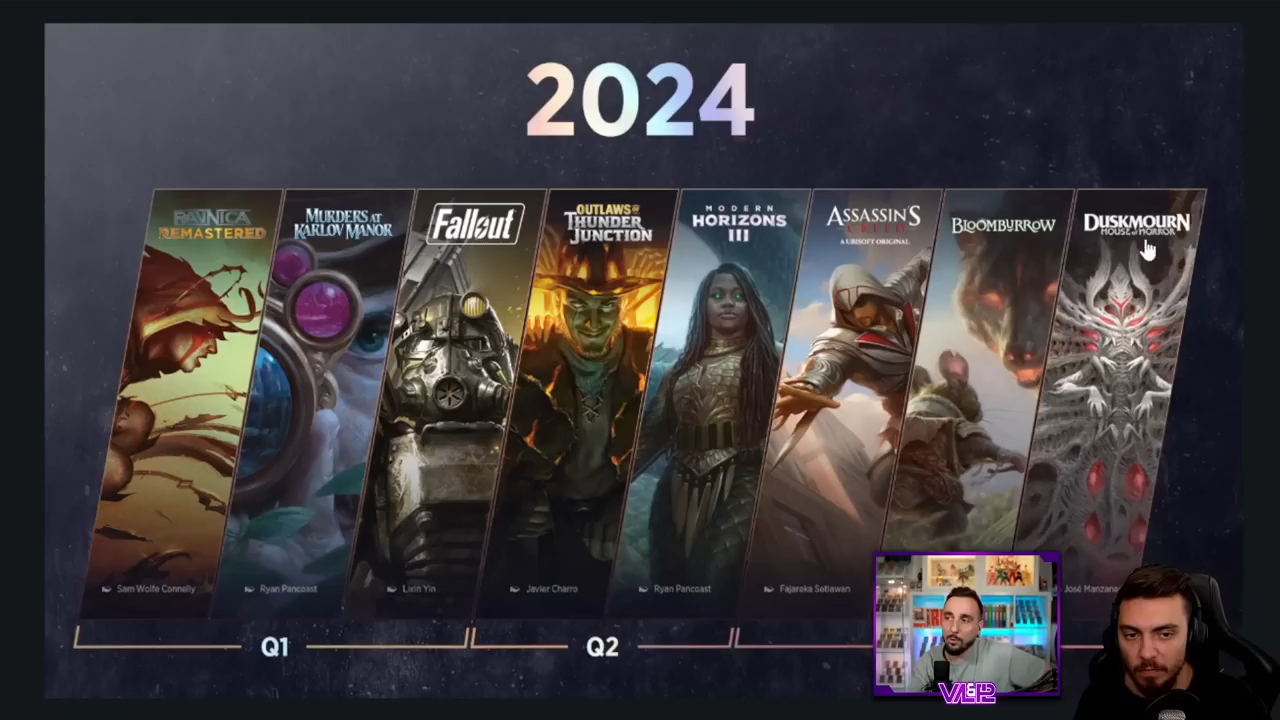 2024
RAVNICA
REMASTERED
MURDERS AT
KARLOV MANOR
Fallout
OUTLAWS OF
THUNDER
JUNCTION
MODERN
HORIZONS
III
ASSASSIN'S
CREED
A UBISOFT ORIGINAL
BLOOMBURROW
DUSKMOURN
HOUSE OF HORROR
Sam Wolfe Connelly
Ryan Pancoast
Lixin Yin
Javier Charro
Ryan Pancoast
Fajareka Setiawan
José Manzane
Q1
Q2